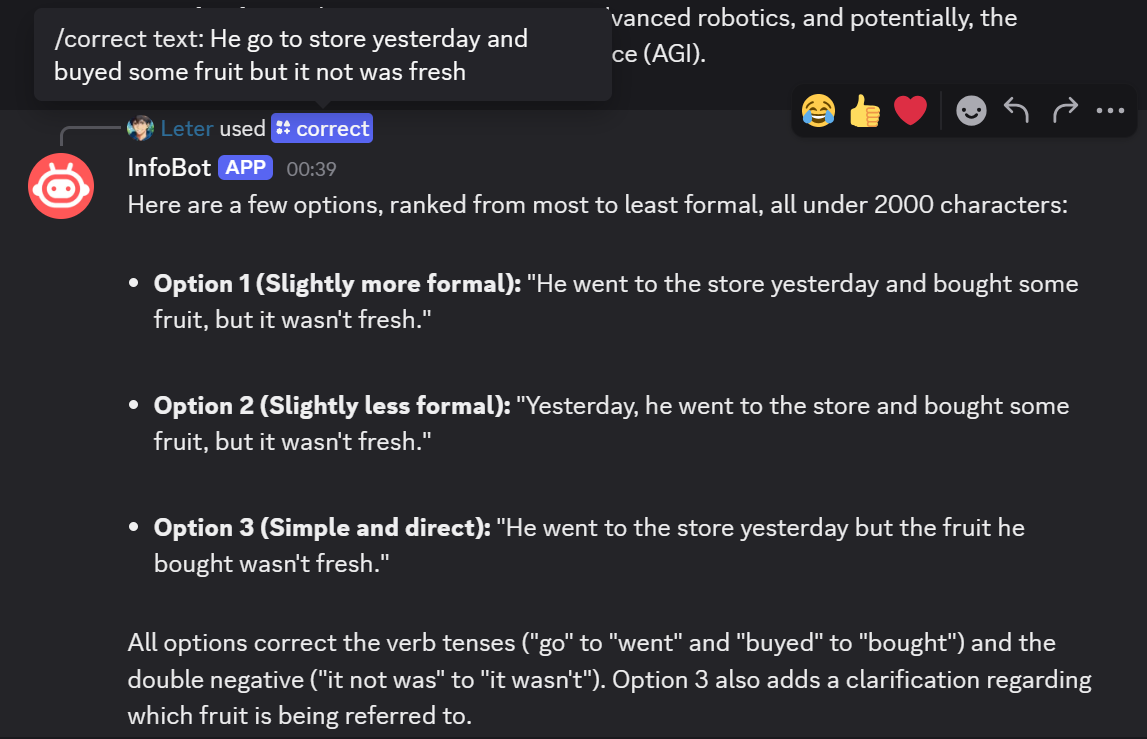 /correct text: He go to store yesterday and
buyed some fruit but it not was fresh
advanced robotics, and potentially, the
ce (AGI).
Leter used correct
InfoBot APP 00:39
Here are a few options, ranked from most to least formal, all under 2000 characters:
• Option 1 (Slightly more formal): "He went to the store yesterday and bought some
fruit, but it wasn't fresh."
• Option 2 (Slightly less formal): "Yesterday, he went to the store and bought some
fruit, but it wasn't fresh."
• Option 3 (Simple and direct): "He went to the store yesterday but the fruit he
bought wasn't fresh."
All options correct the verb tenses ("go" to "went" and "buyed" to "bought") and the
double negative ("it not was" to "it wasn't"). Option 3 also adds a clarification regarding
which fruit is being referred to.